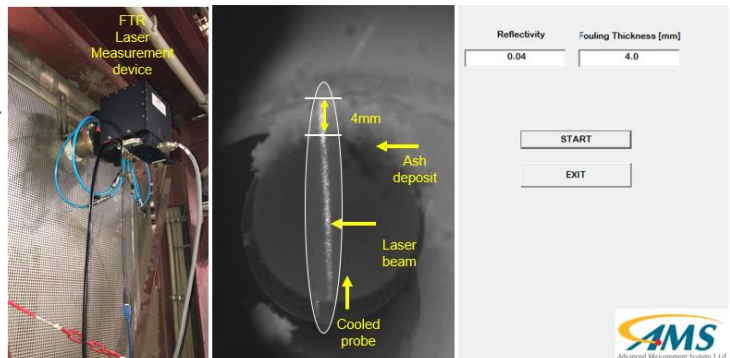 FTR
Laser
Measurement
device
4mm
Ash
deposit
Laser
beam
Cooled
probe
Reflectivity
Fouling Thickness [mm]
0.04
4.0
START
EXIT
AMS
Advanced Measurement Systems Ltd